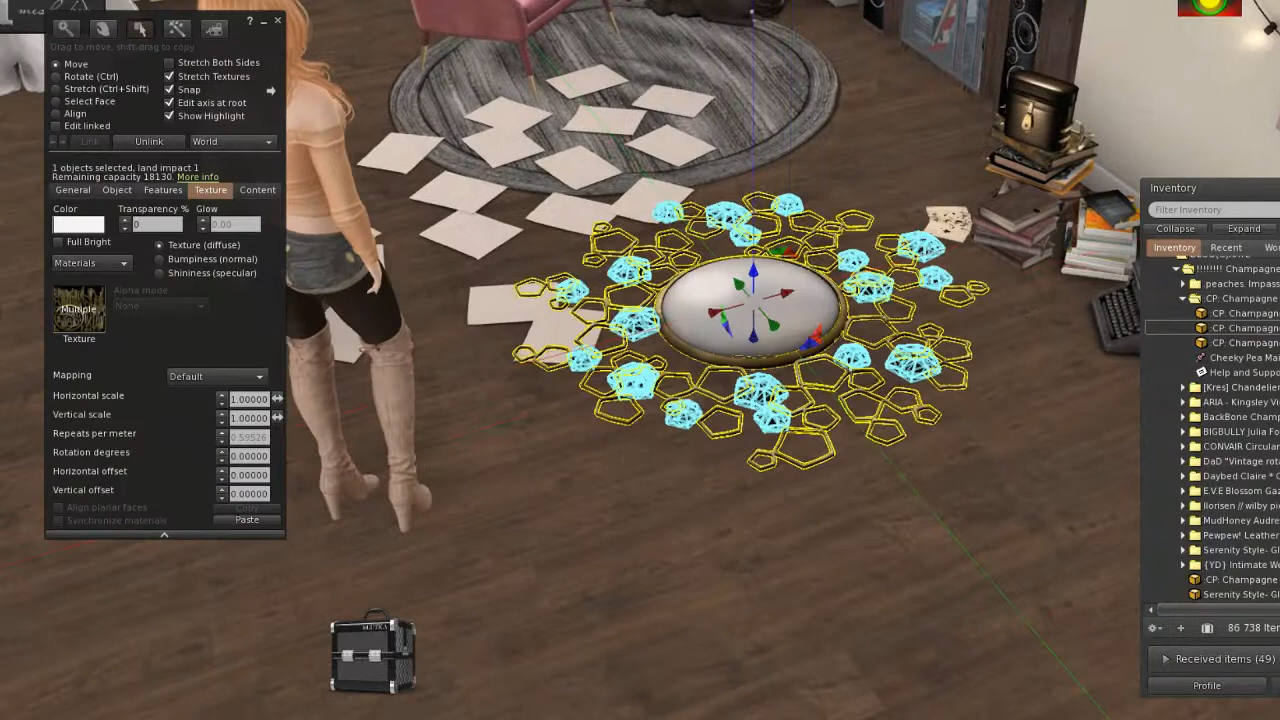 mes
?
Drag to move, shift-drag to copy
Move
Rotate (Ctrl)
Stretch (Ctrl+Shift)
Select Face
Align
Edit linked
Stretch Both Sides
Stretch Textures
Snap
Edit axis at root
Show Highlight
Link
Unlink
World
1 objects selected, land impact 1
Remaining capacity 18130. More info
General Object Features Texture Content
Color
Transparency %
0
Glow
0.00
Full Bright
Materials
Texture (diffuse)
Bumpiness (normal)
Shininess (specular)
Multiple
Texture
Alpha mode
None
Mapping Default
Horizontal scale 1.00000
Vertical scale 1.00000
Repeats per meter 0.59526
Rotation degrees 0.00000
Horizontal offset 0.00000
Vertical offset 0.00000
Align planar faces
Synchronize materials
Copy
Paste
Inventory
Filter Inventory
Collapse Expand
Inventory Recent Wo
!!!!!!!! Champagne
.peaches. Impass
:CP: Champagne
:CP: Champagn
:CP: Champagn
:CP: Champagn
Cheeky Pea Ma
Help and Suppo
[Kres] Chandelier
ARIA - Kingsley Vi
BackBone Champ
BIGBULLY Julia Fo
CONVAIR Circular
DaD "Vintage rot
Daybed Claire * C
E.V.E Blossom Gaz
llorisen // wilby pi
MudHoney Audre
Pewpew! Leather
Serenity Style- Gl
{YD} Intimate We
:CP: Champagne
Serenity Style- Gl
86 738 Iter
Received items (49)
Profile